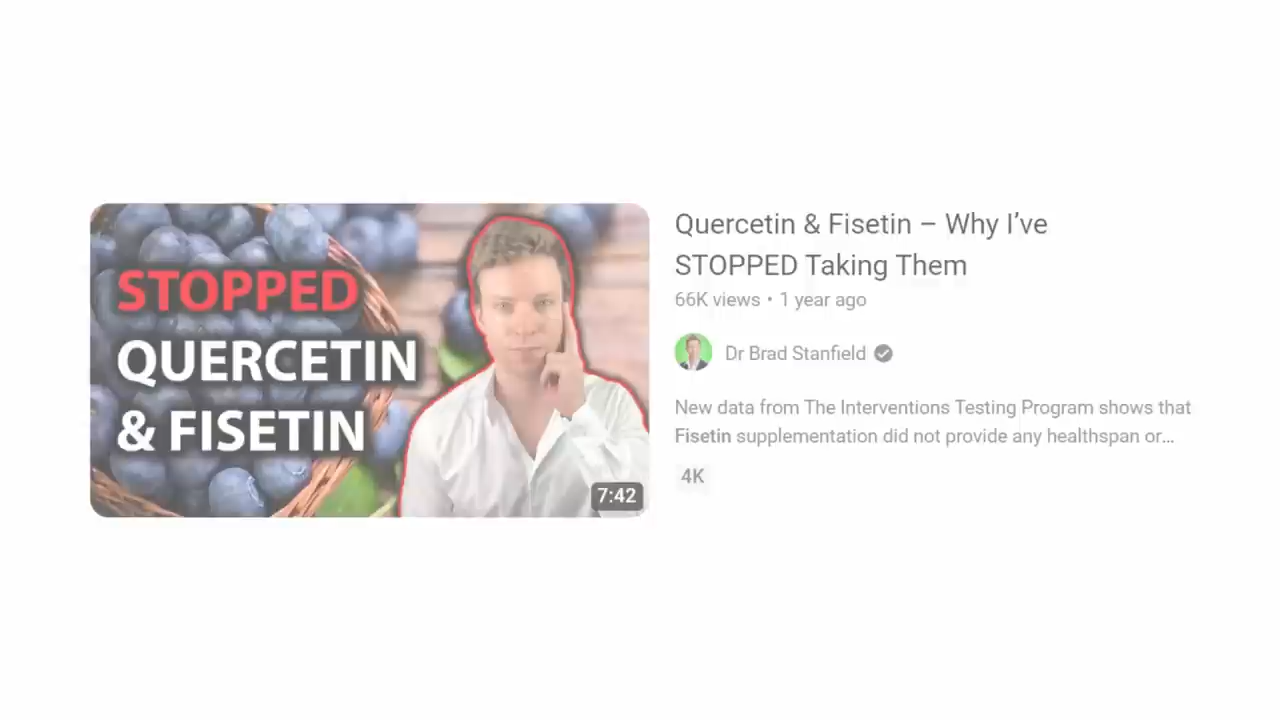 STOPPED
QUERCETIN
& FISETIN
7:42
Quercetin & Fisetin – Why I’ve
STOPPED Taking Them
66K views • 1 year ago
Dr Brad Stanfield
New data from The Interventions Testing Program shows that
Fisetin supplementation did not provide any healthspan or...
4K